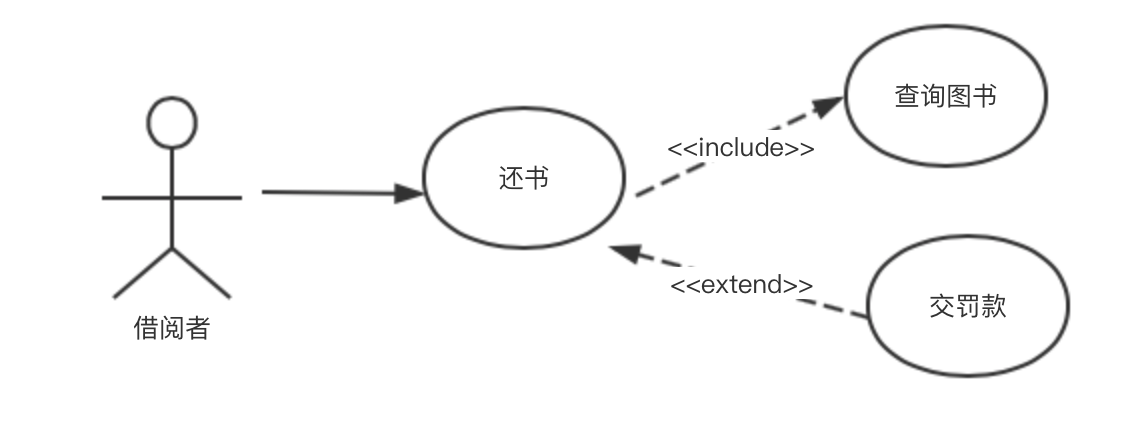 查询图书
<<include>>
还书
<<extend>>
交罚款
借阅者